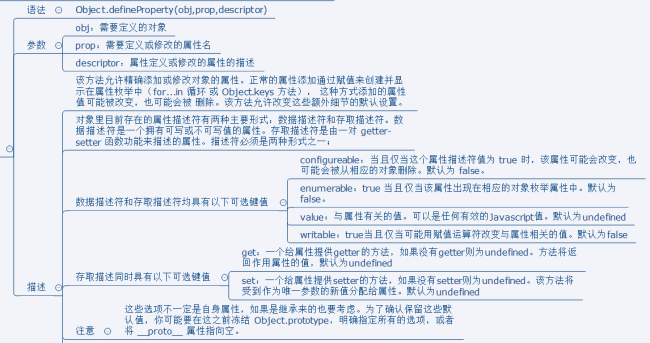 语法
Object.defineProperty(obj,prop,descriptor)
obj：需要定义的对象
参数
prop：需要定义或修改的属性名
descriptor：属性定义或修改的属性的描述
该方法允许精确添加或修改对象的属性。正常的属性添加通过赋值来创建并显
示在属性枚举中（for...in 循环 或 Object.keys 方法）， 这种方式添加的属性
值可能被改变，也可能会被 删除。该方法允许改变这些额外细节的默认设置。
对象里目前存在的属性描述符有两种主要形式：数据描述符和存取描述符。数
据描述符是一个拥有可写或不可写值的属性。存取描述符是由一对 getter-
setter 函数功能来描述的属性。描述符必须是两种形式之一；
configureable：当且仅当这个属性描述符值为 true 时，该属性可能会改变，也
可能会被从相应的对象删除。默认为 false。
enumerable：true 当且仅当该属性出现在相应的对象枚举属性中。默认为
false。
数据描述符和存取描述符均具有以下可选键值
value：与属性有关的值。可以是任何有效的Javascript值。默认为undefined
writable：true当且仅当可能用赋值运算符改变与属性相关的值。默认为false
get：一个给属性提供getter的方法，如果没有getter则为undefined。方法将返
回作用属性的值，默认为undefined
存取描述同时具有以下可选键值
set：一个给属性提供setter的方法，如果没有setter则为undefined。该方法将
受到作为唯一参数的新值分配给属性。默认为undefined
描述
这些选项不一定是自身属性，如果是继承来的也要考虑。为了确认保留这些默
认值，你可能要在这之前冻结 Object.prototype，明确指定所有的选项，或者
将 __proto__ 属性指向空。
注意